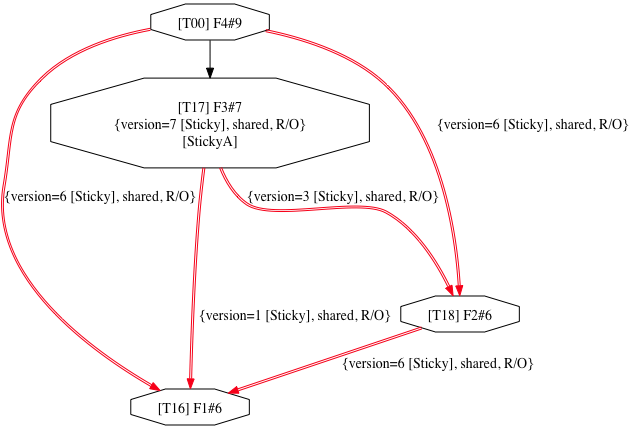 [T00] F4#9
[T17] F3#7
{version=7 [Sticky], shared, R/O}
[StickyA]
{version=6 [Sticky], shared, R/O}
{version=6 [Sticky], shared, R/O}
{version=3 [Sticky], shared, R/O}
{version=1 [Sticky], shared, R/O}
[T18] F2#6
{version=6 [Sticky], shared, R/O}
[T16] F1#6